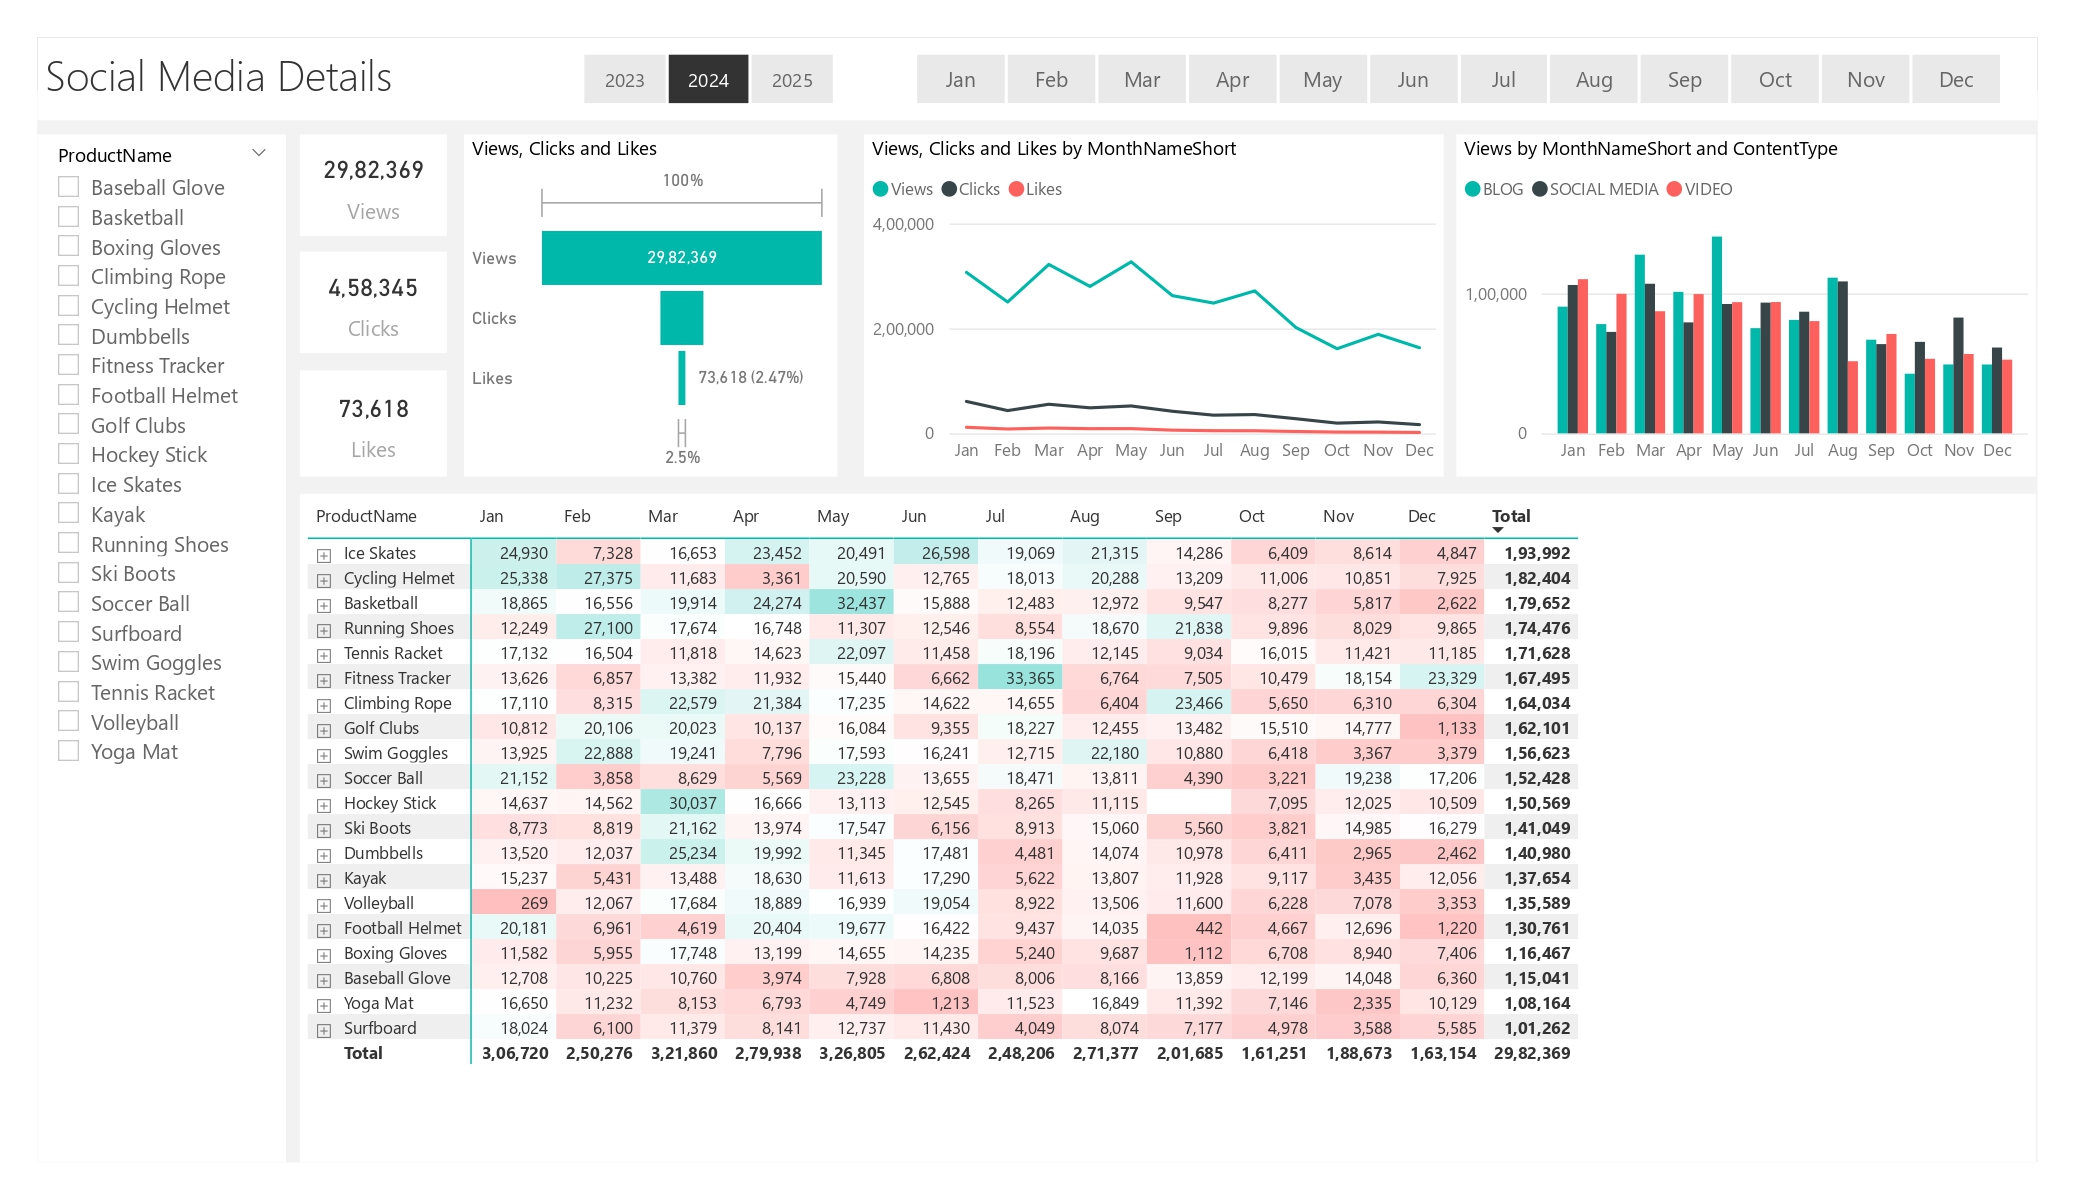 Social Media Details
2023 2024 2025
Jan Feb Mar Apr May Jun Jul Aug Sep Oct Nov Dec
ProductName
Baseball Glove
Basketball
Boxing Gloves
Climbing Rope
Cycling Helmet
Dumbbells
Fitness Tracker
Football Helmet
Golf Clubs
Hockey Stick
Ice Skates
Kayak
Running Shoes
Ski Boots
Soccer Ball
Surfboard
Swim Goggles
Tennis Racket
Volleyball
Yoga Mat
29,82,369
Views
4,58,345
Clicks
73,618
Likes
Views, Clicks and Likes
100%
Views 29,82,369
Clicks
Likes 73,618 (2.47%)
2.5%
Views, Clicks and Likes by MonthNameShort
Views Clicks Likes
4,00,000
2,00,000
0
Jan Feb Mar Apr May Jun Jul Aug Sep Oct Nov Dec
Views by MonthNameShort and ContentType
BLOG SOCIAL MEDIA VIDEO
1,00,000
0
Jan Feb Mar Apr May Jun Jul Aug Sep Oct Nov Dec
ProductName Jan Feb Mar Apr May Jun Jul Aug Sep Oct Nov Dec Total
Ice Skates 24,930 7,328 16,653 23,452 20,491 26,598 19,069 21,315 14,286 6,409 8,614 4,847 1,93,992
Cycling Helmet 25,338 27,375 11,683 3,361 20,590 12,765 18,013 20,288 13,209 11,006 10,851 7,925 1,82,404
Basketball 18,865 16,556 19,914 24,274 32,437 15,888 12,483 12,972 9,547 8,277 5,817 2,622 1,79,652
Running Shoes 12,249 27,100 17,674 16,748 11,307 12,546 8,554 18,670 21,838 9,896 8,029 9,865 1,74,476
Tennis Racket 17,132 16,504 11,818 14,623 22,097 11,458 18,196 12,145 9,034 16,015 11,421 11,185 1,71,628
Fitness Tracker 13,626 6,857 13,382 11,932 15,440 6,662 33,365 6,764 7,505 10,479 18,154 23,329 1,67,495
Climbing Rope 17,110 8,315 22,579 21,384 17,235 14,622 14,655 6,404 23,466 5,650 6,310 6,304 1,64,034
Golf Clubs 10,812 20,106 20,023 10,137 16,084 9,355 18,227 12,455 13,482 15,510 14,777 1,133 1,62,101
Swim Goggles 13,925 22,888 19,241 7,796 17,593 16,241 12,715 22,180 10,880 6,418 3,367 3,379 1,56,623
Soccer Ball 21,152 3,858 8,629 5,569 23,228 13,655 18,471 13,811 4,390 3,221 19,238 17,206 1,52,428
Hockey Stick 14,637 14,562 30,037 16,666 13,113 12,545 8,265 11,115 7,095 12,025 10,509 1,50,569
Ski Boots 8,773 8,819 21,162 13,974 17,547 6,156 8,913 15,060 5,560 3,821 14,985 16,279 1,41,049
Dumbbells 13,520 12,037 25,234 19,992 11,345 17,481 4,481 14,074 10,978 6,411 2,965 2,462 1,40,980
Kayak 15,237 5,431 13,488 18,630 11,613 17,290 5,622 13,807 11,928 9,117 3,435 12,056 1,37,654
Volleyball 269 12,067 17,684 18,889 16,939 19,054 8,922 13,506 11,600 6,228 7,078 3,353 1,35,589
Football Helmet 20,181 6,961 4,619 20,404 19,677 16,422 9,437 14,035 442 4,667 12,696 1,220 1,30,761
Boxing Gloves 11,582 5,955 17,748 13,199 14,655 14,235 5,240 9,687 1,112 6,708 8,940 7,406 1,16,467
Baseball Glove 12,708 10,225 10,760 3,974 7,928 6,808 8,006 8,166 13,859 12,199 14,048 6,360 1,15,041
Yoga Mat 16,650 11,232 8,153 6,793 4,749 1,213 11,523 16,849 11,392 7,146 2,335 10,129 1,08,164
Surfboard 18,024 6,100 11,379 8,141 12,737 11,430 4,049 8,074 7,177 4,978 3,588 5,585 1,01,262
Total 3,06,720 2,50,276 3,21,860 2,79,938 3,26,805 2,62,424 2,48,206 2,71,377 2,01,685 1,61,251 1,88,673 1,63,154 29,82,369